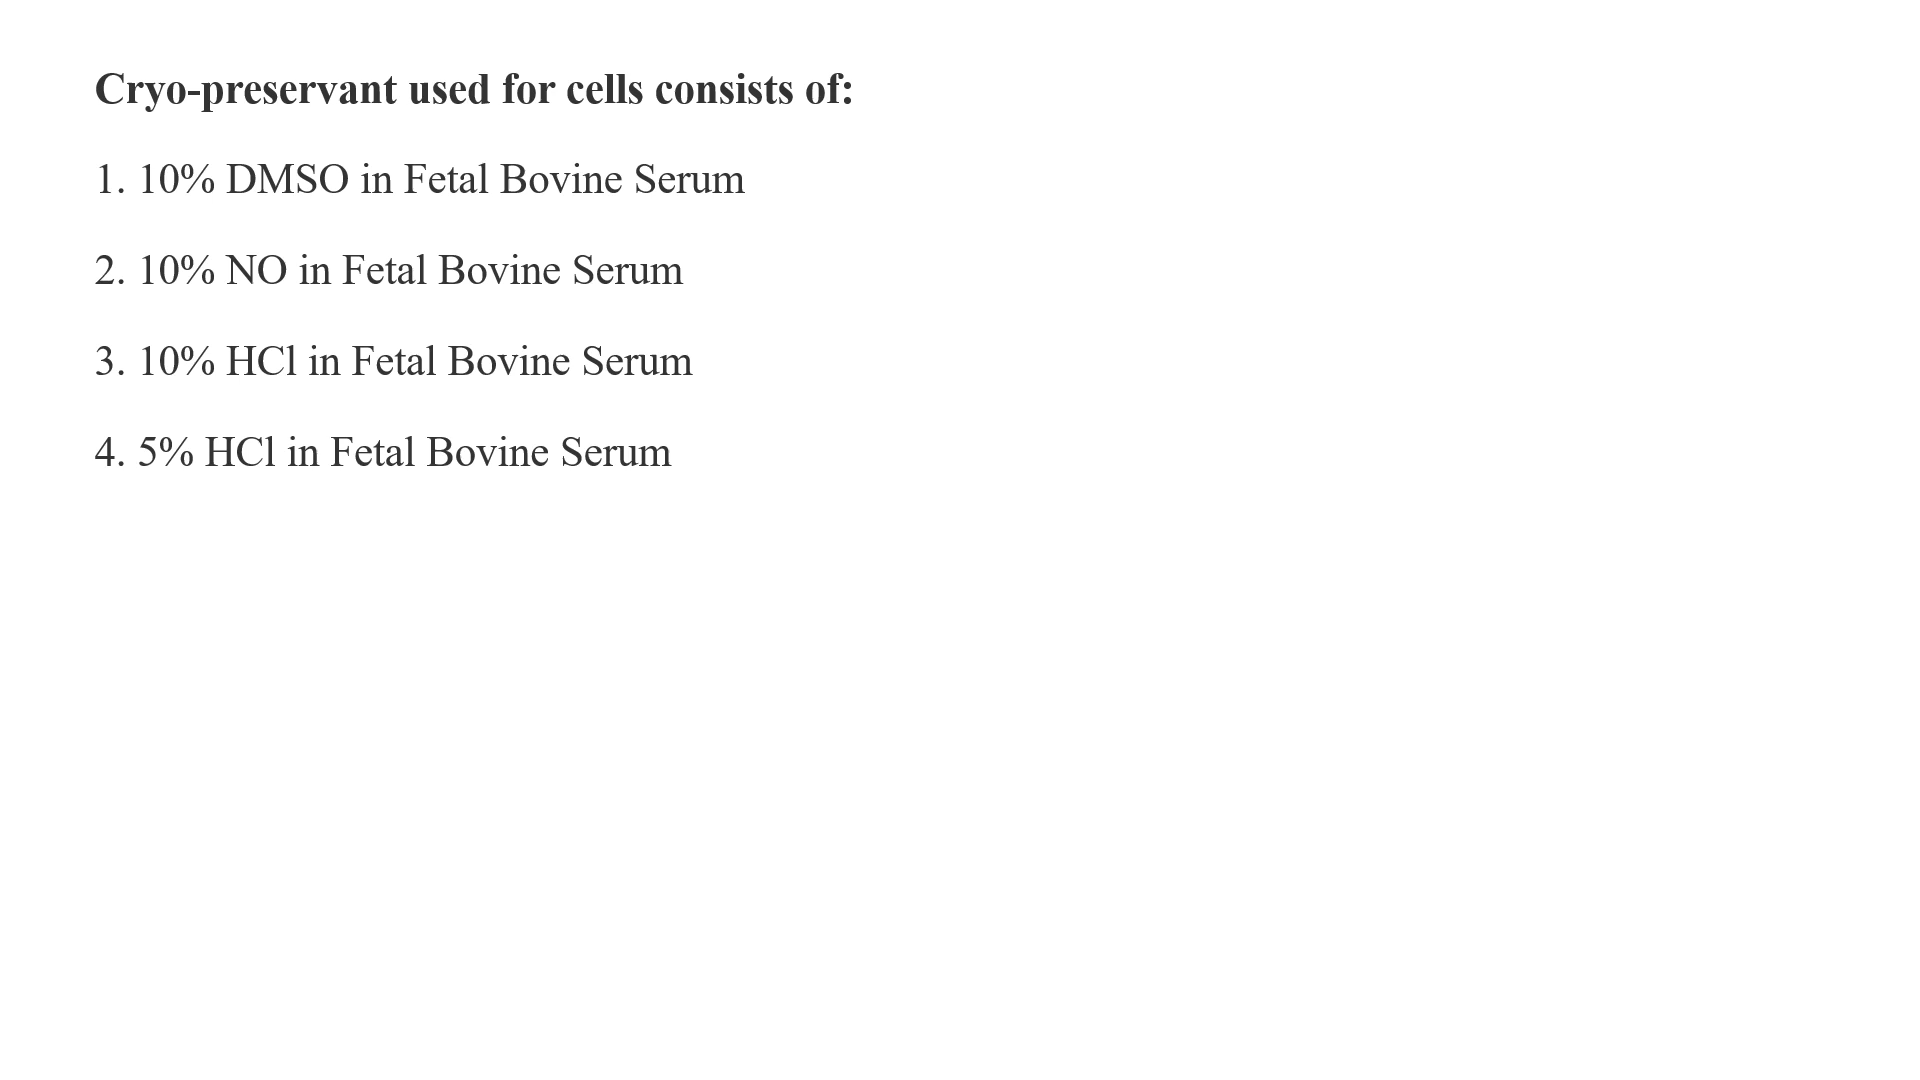 Cryo-preservant used for cells consists of:
1. 10% DMSO in Fetal Bovine Serum
2. 10% NO in Fetal Bovine Serum
3. 10% HCl in Fetal Bovine Serum
4. 5% HCl in Fetal Bovine Serum